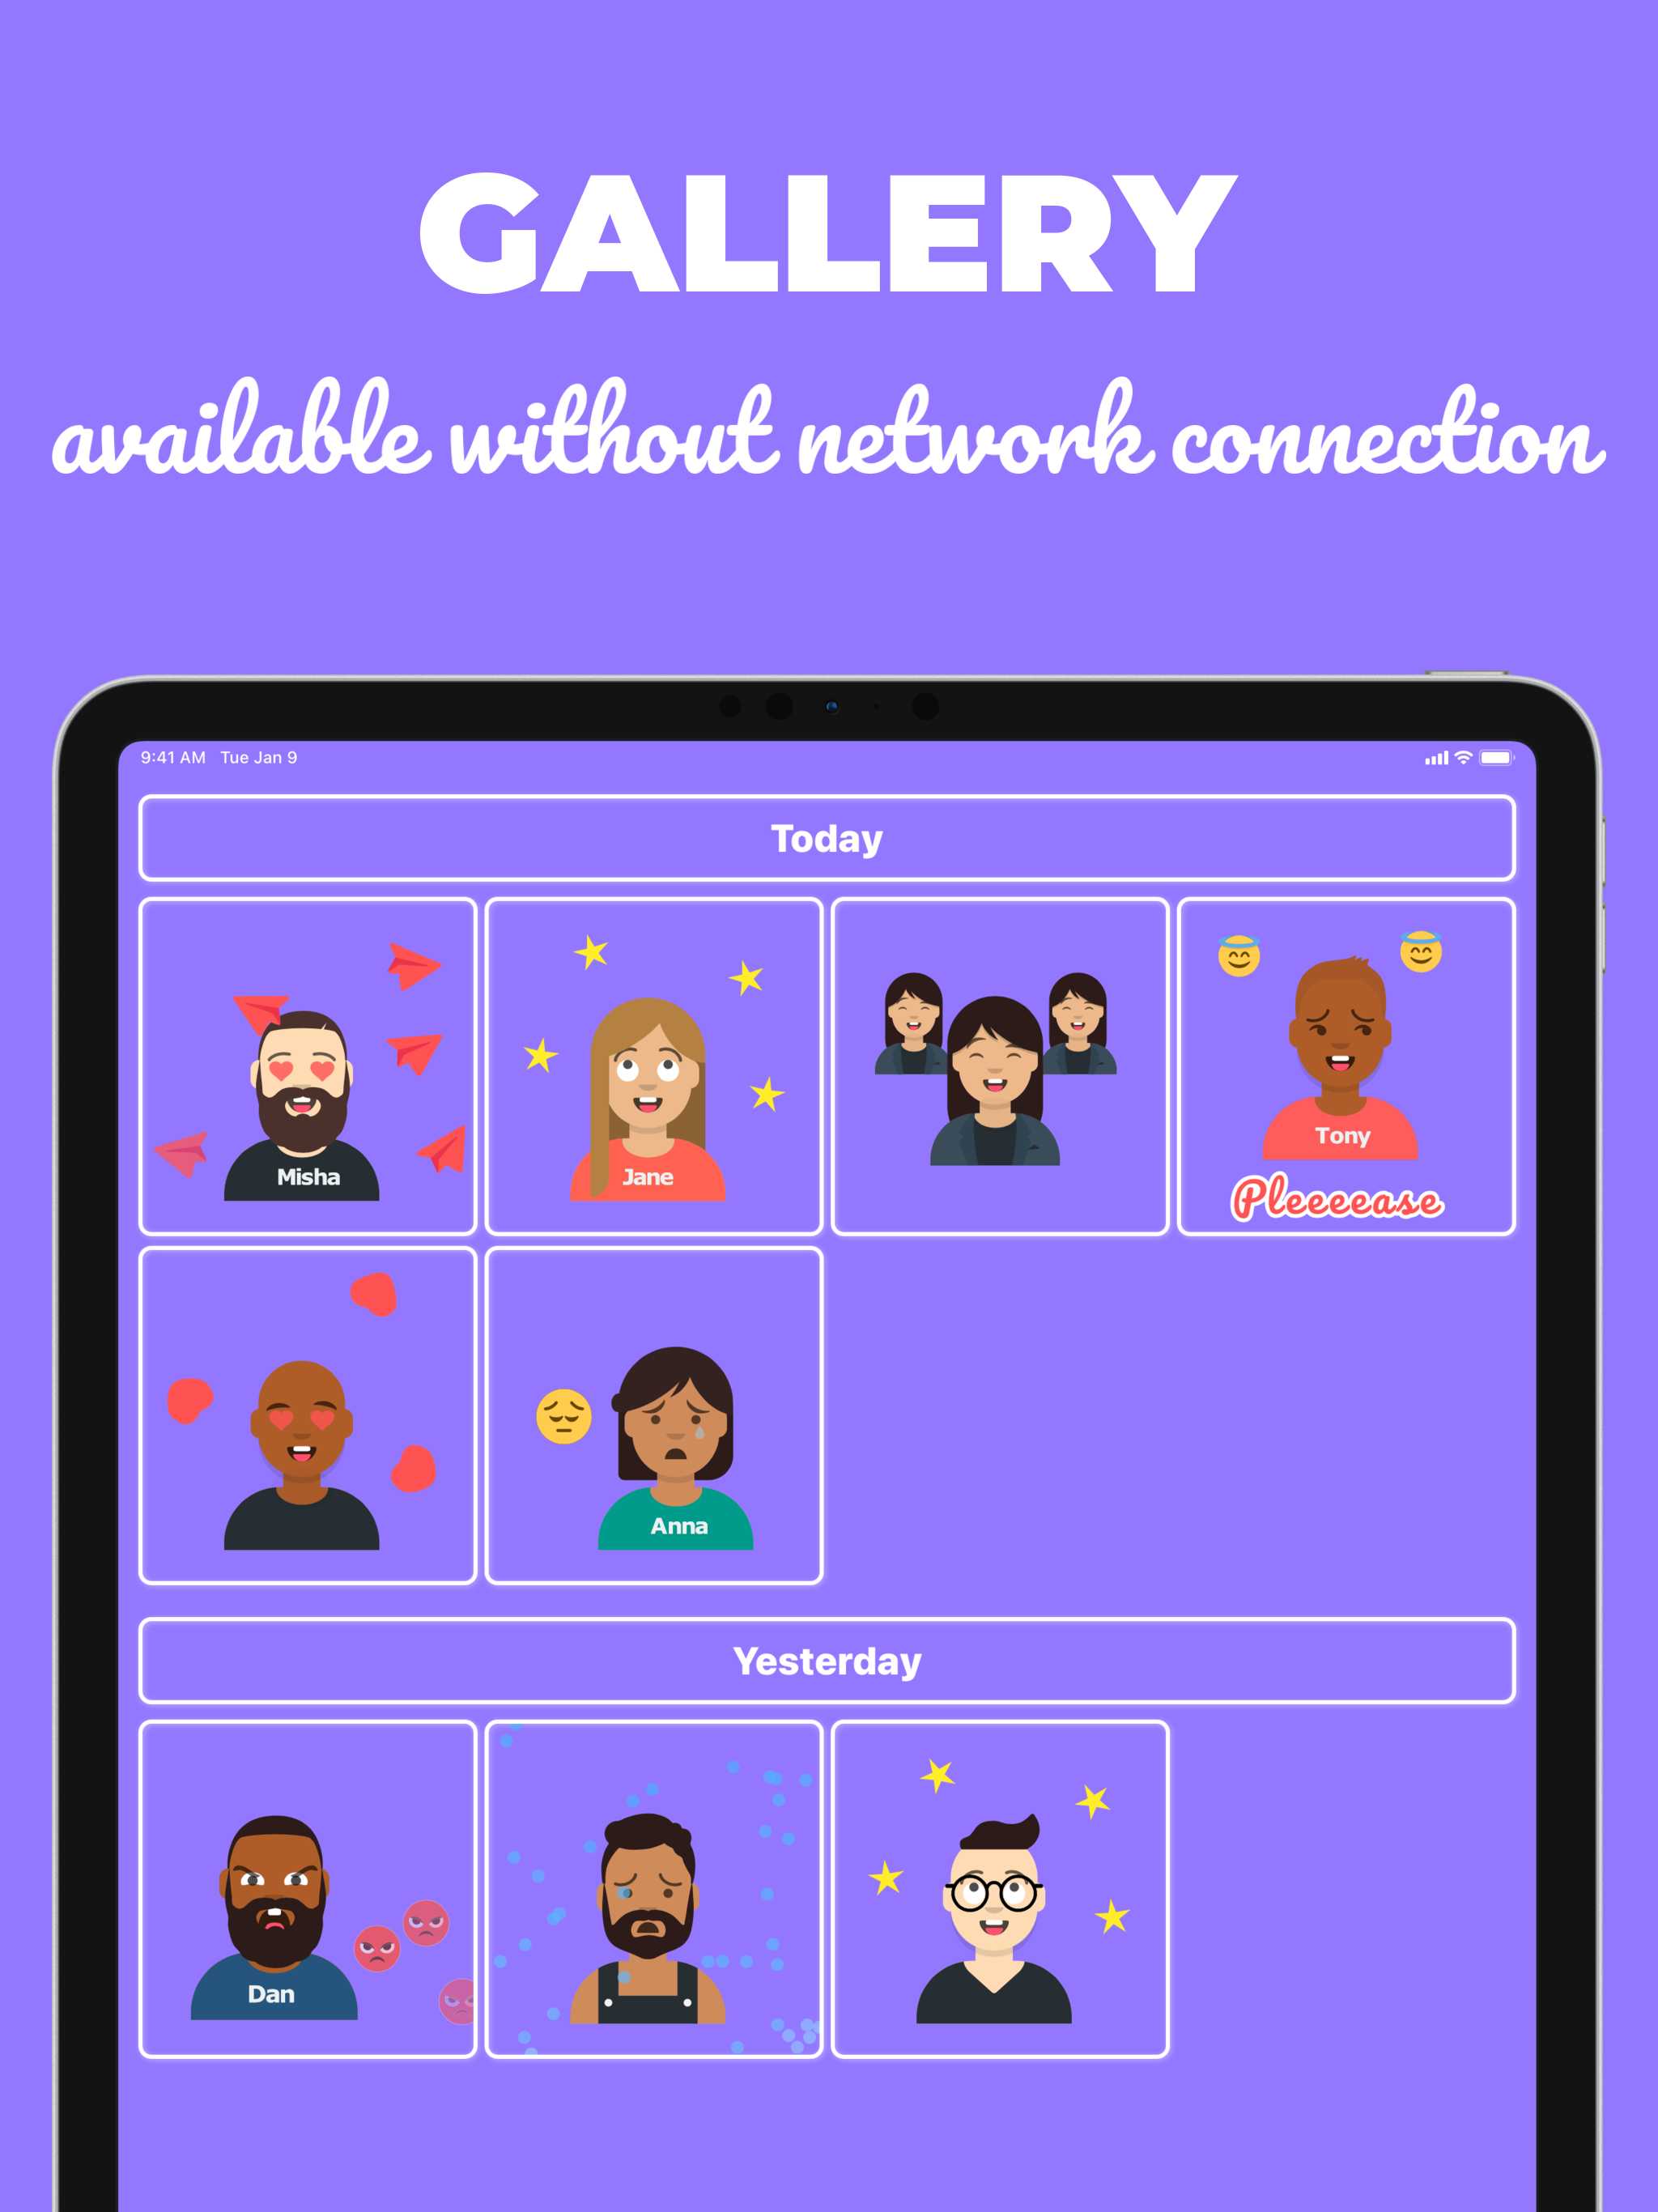 GALLERY
available without network connection
9:41 AM Tue Jan 9
Today
Misha
Jane
Tony
Pleeeease
Anna
Yesterday
Dan